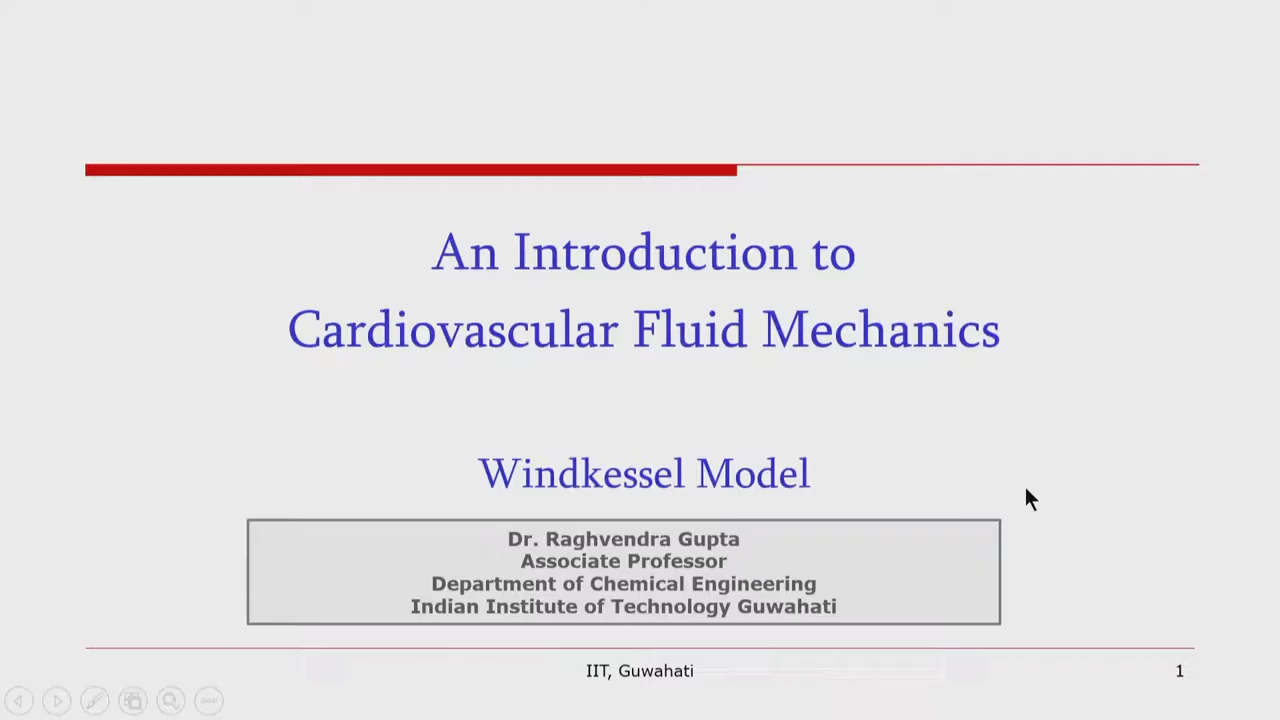 An Introduction to
Cardiovascular Fluid Mechanics
Windkessel Model
Dr. Raghvendra Gupta
Associate Professor
Department of Chemical Engineering
Indian Institute of Technology Guwahati
IIT, Guwahati
1